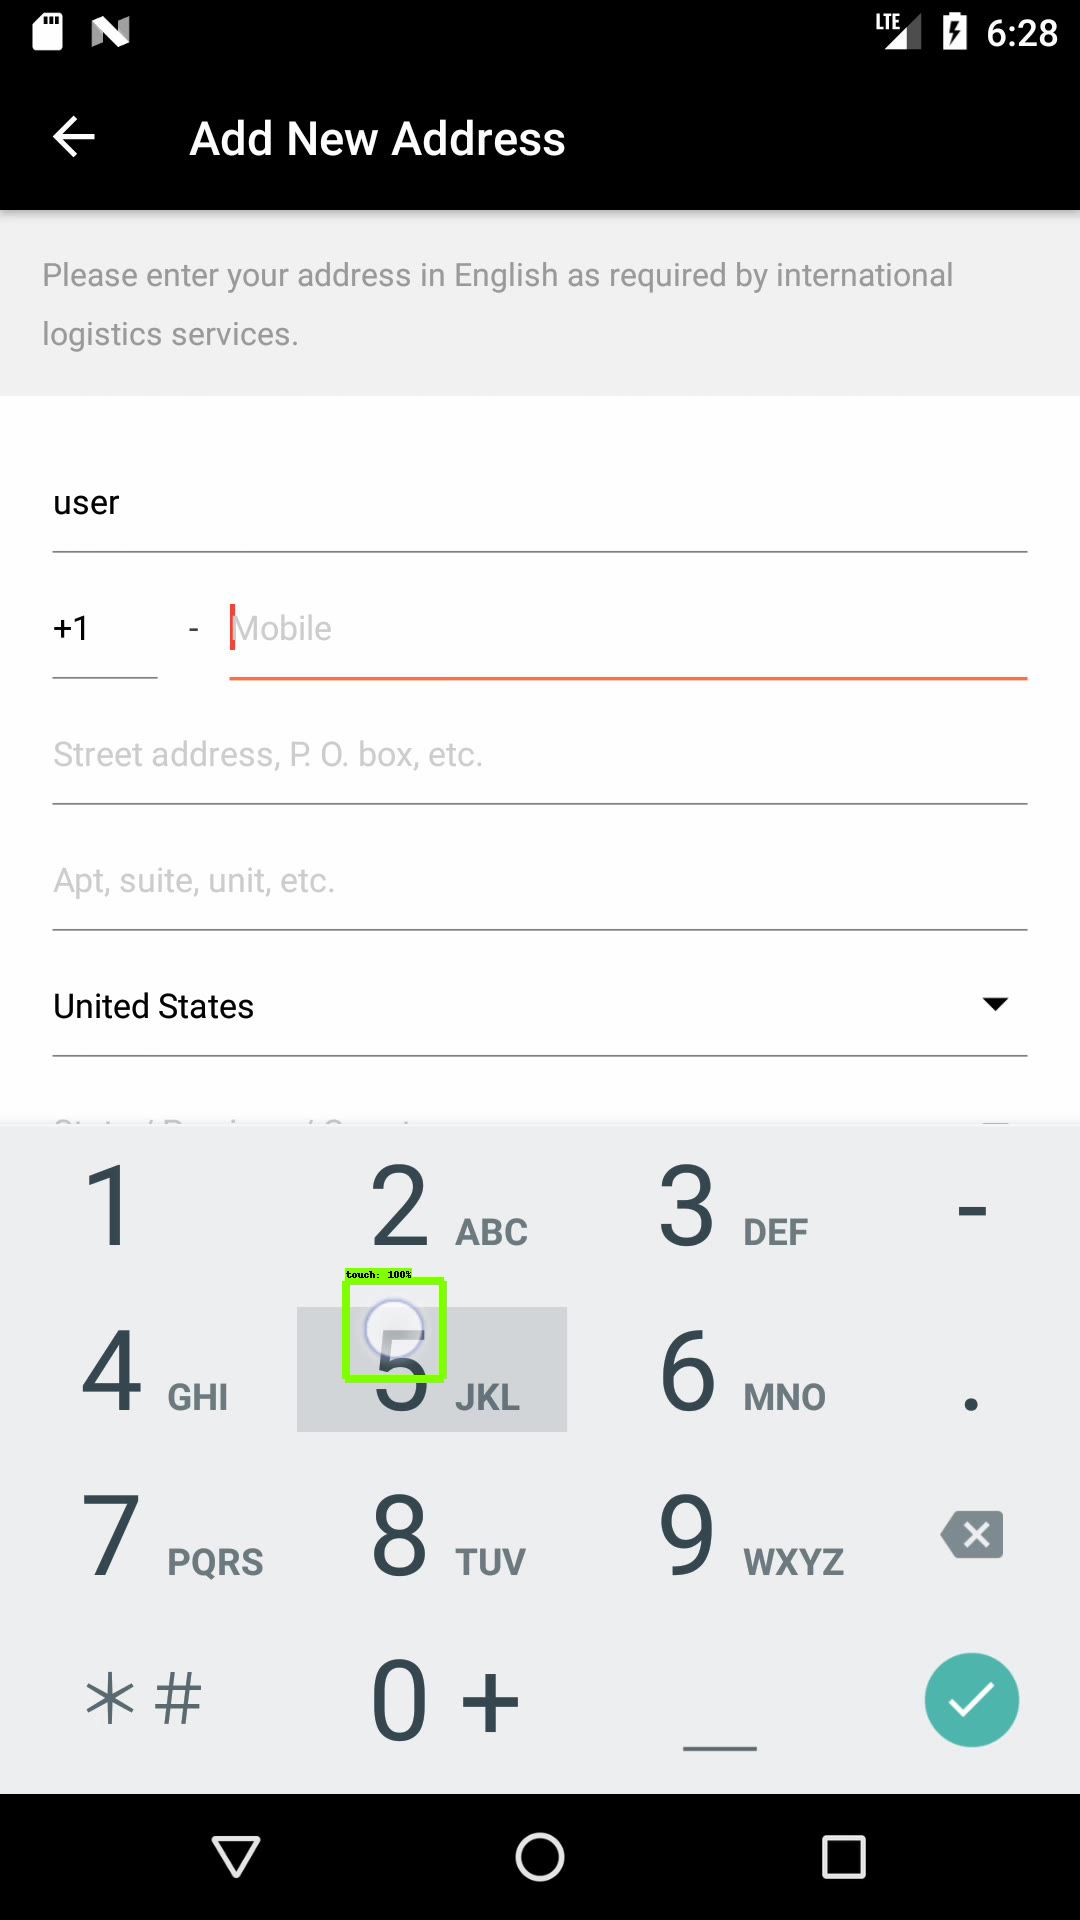 LTE 6:28
Add New Address
Please enter your address in English as required by international
logistics services.
user
+1 - Mobile
Street address, P. O. box, etc.
Apt, suite, unit, etc.
United States
1 2 ABC 3 DEF -
touch: 100%
4 GHI 5 JKL 6 MNO .
7 PQRS 8 TUV 9 WXYZ
* # 0 +